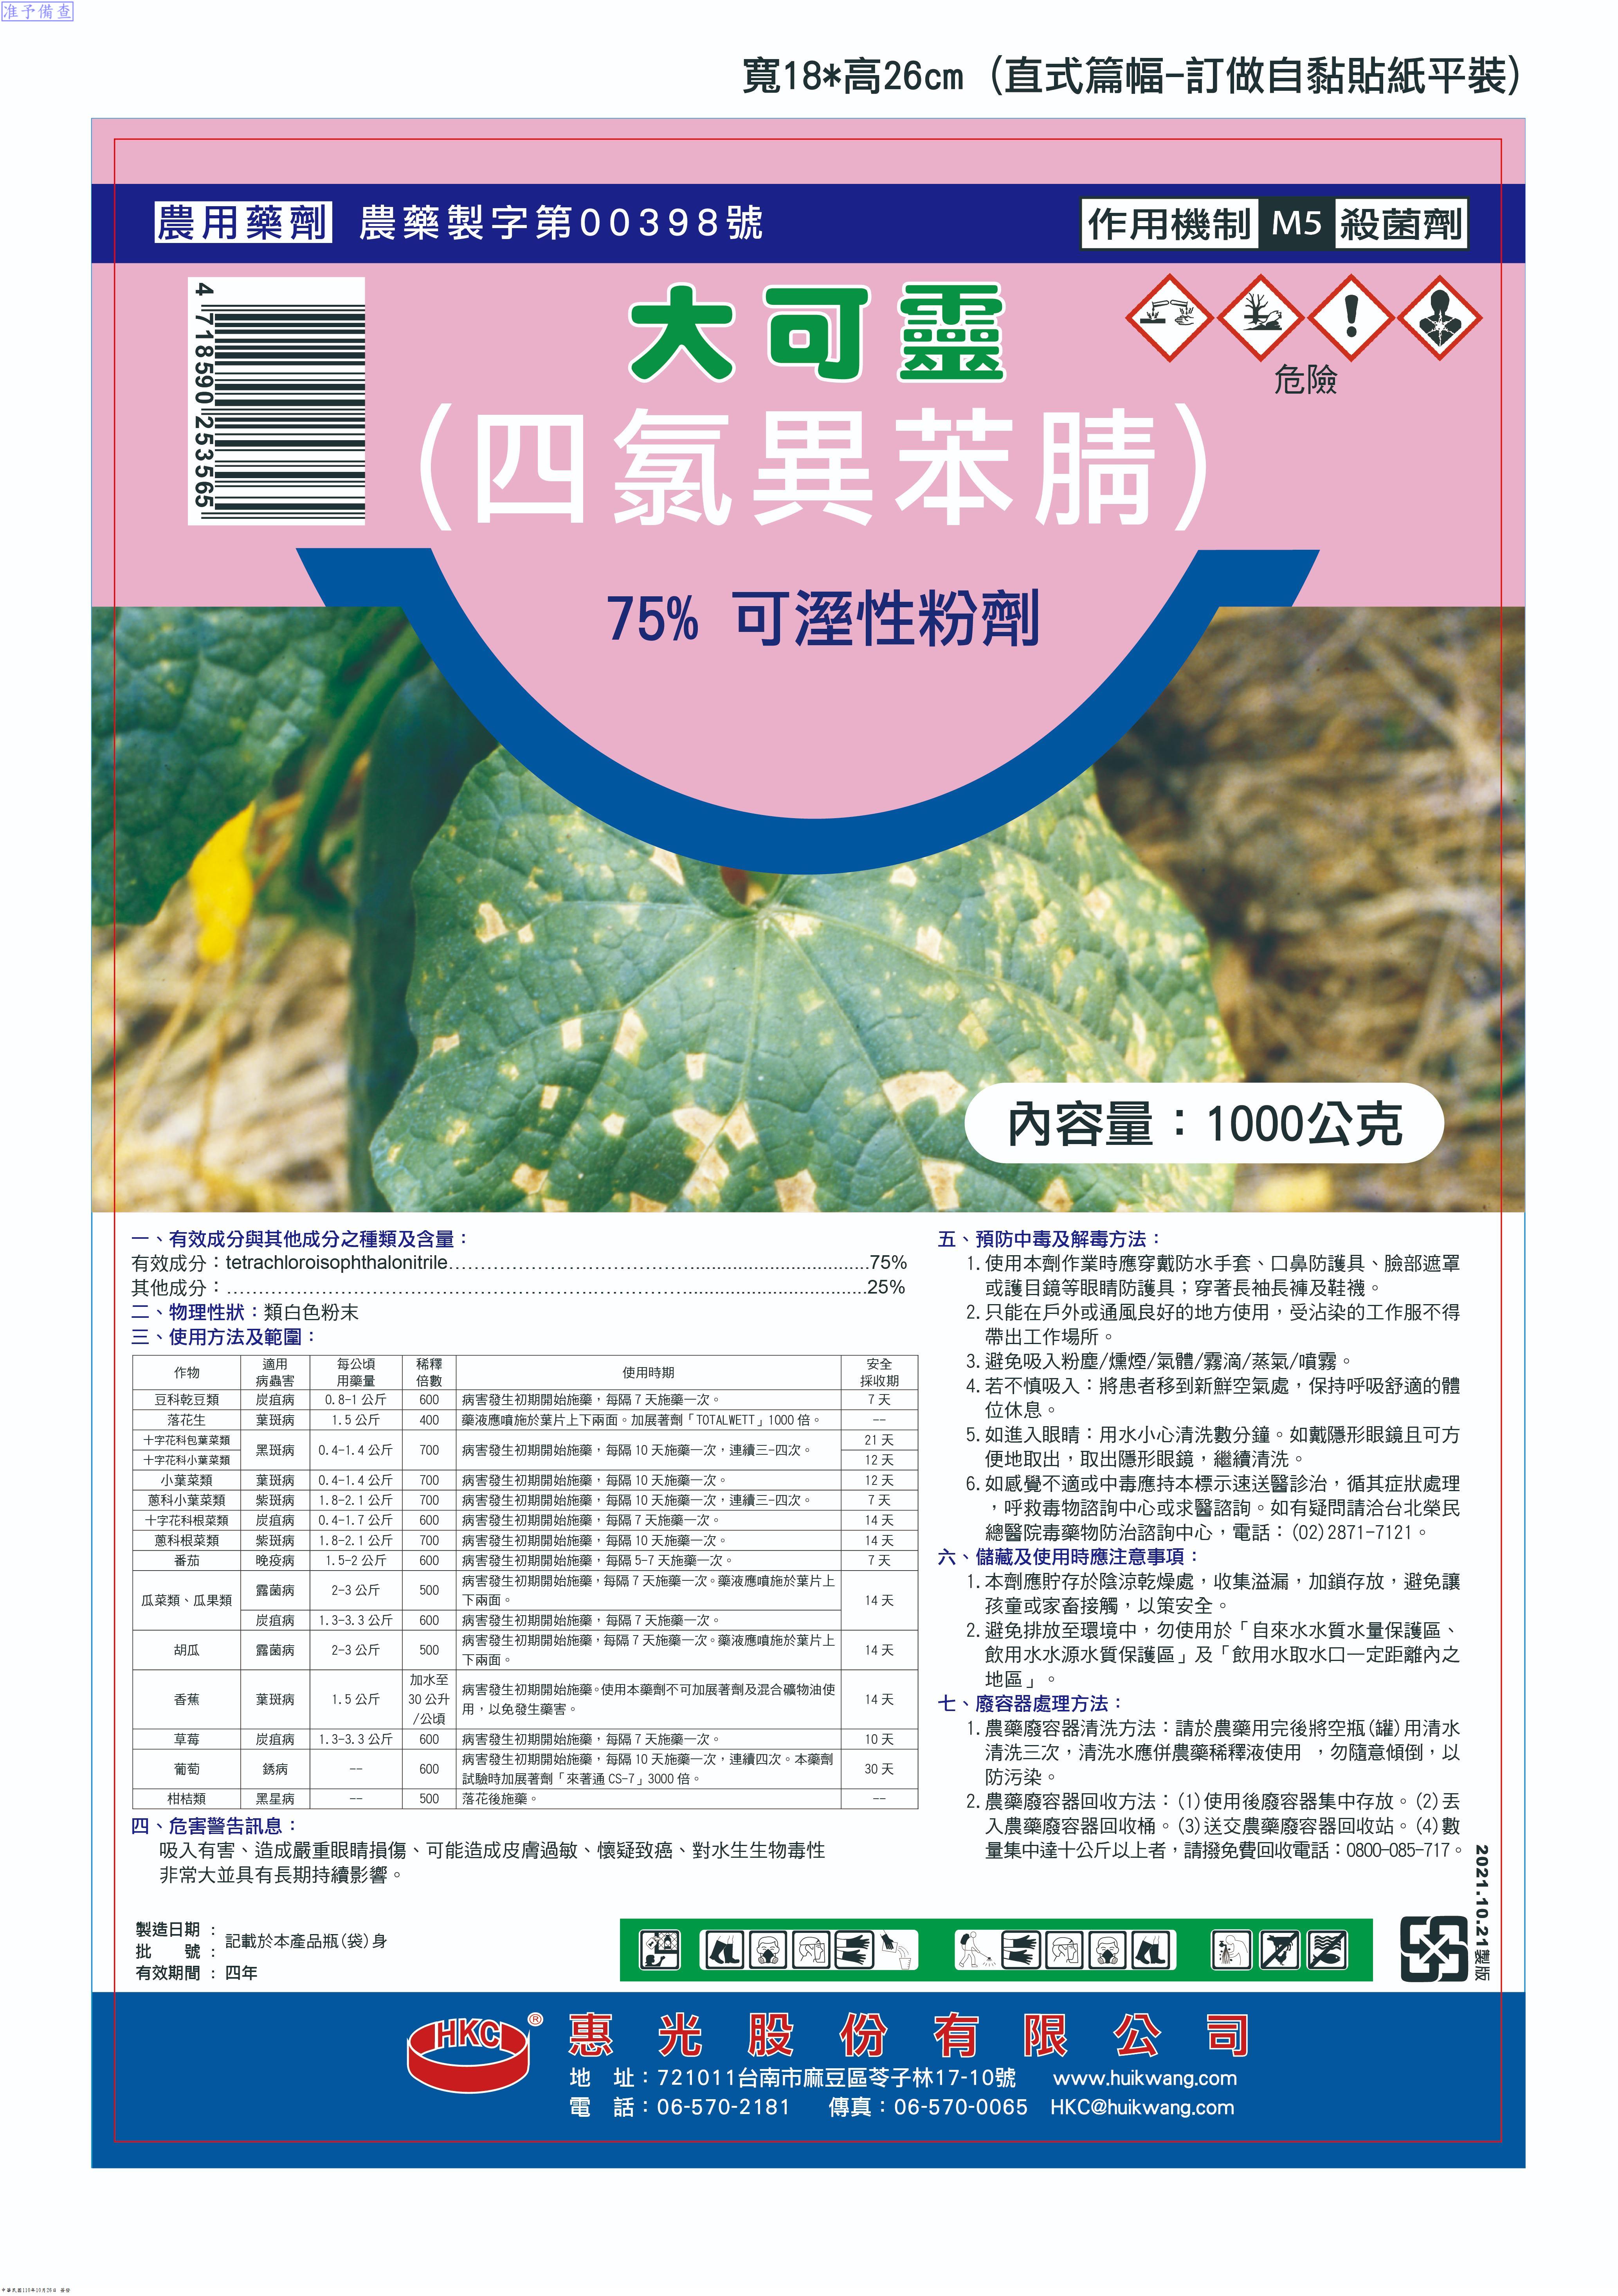 准予備查
寬18*高26cm (直式篇幅-訂做自黏貼紙平裝)
農用藥劑 農藥製字第00398號
作用機制 M5 殺菌劑
4 718590 253565
大可靈
危險
(四氯異苯腈)
75% 可溼性粉劑
內容量：1000公克
一、有效成分與其他成分之種類及含量：
有效成分：tetrachloroisophthalonitrile……75%
其他成分：……25%
二、物理性狀：類白色粉末
三、使用方法及範圍：
作物 適用病蟲害 每公頃用藥量 稀釋倍數 使用時期 安全採收期
豆科乾豆類 炭疽病 0.8-1 公斤 600 病害發生初期開始施藥，每隔 7 天施藥一次。 7 天
落花生 葉斑病 1.5 公斤 400 藥液應噴施於葉片上下兩面。加展著劑「TOTALWETT」1000 倍。 --
十字花科包葉菜類 黑斑病 0.4-1.4 公斤 700 病害發生初期開始施藥，每隔 10 天施藥一次，連續三-四次。 21 天
十字花科小葉菜類 12 天
小葉菜類 葉斑病 0.4-1.4 公斤 700 病害發生初期開始施藥，每隔 10 天施藥一次。 12 天
蔥科小葉菜類 紫斑病 1.8-2.1 公斤 700 病害發生初期開始施藥，每隔 10 天施藥一次，連續三-四次。 7 天
十字花科根菜類 炭疽病 0.4-1.7 公斤 600 病害發生初期開始施藥，每隔 7 天施藥一次。 14 天
蔥科根菜類 紫斑病 1.8-2.1 公斤 700 病害發生初期開始施藥，每隔 10 天施藥一次。 14 天
番茄 晚疫病 1.5-2 公斤 600 病害發生初期開始施藥，每隔 5-7 天施藥一次。 7 天
瓜菜類、瓜果類 露菌病 2-3 公斤 500 病害發生初期開始施藥，每隔 7 天施藥一次。藥液應噴施於葉片上
下兩面。 14 天
炭疽病 1.3-3.3 公斤 600 病害發生初期開始施藥，每隔 7 天施藥一次。
胡瓜 露菌病 2-3 公斤 500 病害發生初期開始施藥，每隔 7 天施藥一次。藥液應噴施於葉片上
下兩面。 14 天
香蕉 葉斑病 1.5 公斤 加水至30 公升/公頃 病害發生初期開始施藥。使用本藥劑不可加展著劑及混合礦物油使
用，以免發生藥害。 14 天
草莓 炭疽病 1.3-3.3 公斤 600 病害發生初期開始施藥，每隔 7 天施藥一次。 10 天
葡萄 銹病 -- 600 病害發生初期開始施藥，每隔 10 天施藥一次，連續四次。本藥劑
試驗時加展著劑「來著通 CS-7」3000 倍。 30 天
柑桔類 黑星病 -- 500 落花後施藥。 --
四、危害警告訊息：
吸入有害、造成嚴重眼睛損傷、可能造成皮膚過敏、懷疑致癌、對水生生物毒性
非常大並具有長期持續影響。
五、預防中毒及解毒方法：
1. 使用本劑作業時應穿戴防水手套、口鼻防護具、臉部遮罩
或護目鏡等眼睛防護具；穿著長袖長褲及鞋襪。
2. 只能在戶外或通風良好的地方使用，受沾染的工作服不得
帶出工作場所。
3. 避免吸入粉塵/燻煙/氣體/霧滴/蒸氣/噴霧。
4. 若不慎吸入：將患者移到新鮮空氣處，保持呼吸舒適的體
位休息。
5. 如進入眼睛：用水小心清洗數分鐘。如戴隱形眼鏡且可方
便地取出，取出隱形眼鏡，繼續清洗。
6. 如感覺不適或中毒應持本標示速送醫診治，循其症狀處理
，呼救毒物諮詢中心或求醫諮詢。如有疑問請洽台北榮民
總醫院毒藥物防治諮詢中心，電話：(02)2871-7121。
六、儲藏及使用時應注意事項：
1. 本劑應貯存於陰涼乾燥處，收集溢漏，加鎖存放，避免讓
孩童或家畜接觸，以策安全。
2. 避免排放至環境中，勿使用於「自來水水質水量保護區、
飲用水水源水質保護區」及「飲用水取水口一定距離內之
地區」。
七、廢容器處理方法：
1. 農藥廢容器清洗方法：請於農藥用完後將空瓶(罐)用清水
清洗三次，清洗水應併農藥稀釋液使用 ，勿隨意傾倒，以
防污染。
2. 農藥廢容器回收方法：(1)使用後廢容器集中存放。(2)丟
入農藥廢容器回收桶。(3)送交農藥廢容器回收站。(4)數
量集中達十公斤以上者，請撥免費回收電話：0800-085-717。
2021.10.21製版
製造日期：
批 號：記載於本產品瓶(袋)身
有效期間：四年
HKC ® 惠光股份有限公司
地 址：721011台南市麻豆區苓子林17-10號 www.huikwang.com
電 話：06-570-2181 傳真：06-570-0065 HKC@huikwang.com